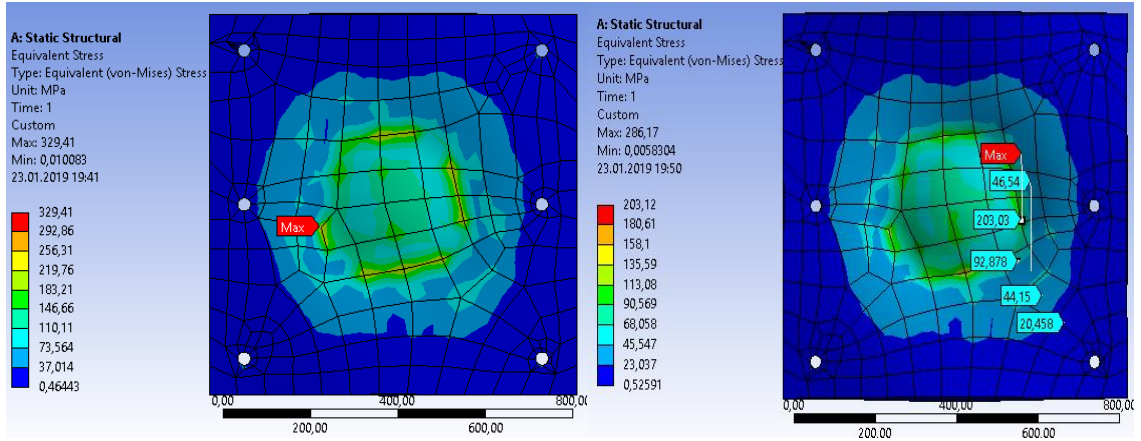 A: Static Structural
Equivalent Stress
Type: Equivalent (von-Mises) Stress
Unit: MPa
Time: 1
Custom
Max: 329,41
Min: 0,010083
23.01.2019 19:41
329,41
292,86
256,31
219,76
183,21
146,66
110,11
73,564
37,014
0,46443
Max
0,00
400,00
800,0
200,00
600,00
A: Static Structural
Equivalent Stress
Type: Equivalent (von-Mises) Stress
Unit: MPa
Time: 1
Custom
Max: 286,17
Min: 0,0058304
23.01.2019 19:50
203,12
180,61
158,1
135,59
113,08
90,569
68,058
45,547
23,037
0,52591
Max
46,54
203,03
92,878
44,15
20,458
0,00
400,00
800,0
200.00
600.00